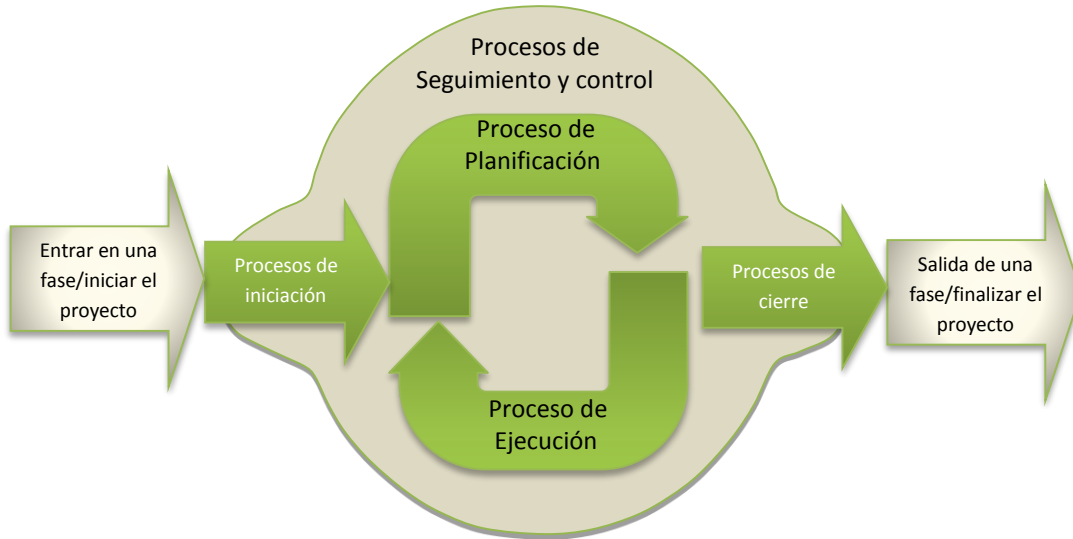 Procesos de
Seguimiento y control
Proceso de
Planificación
Entrar en una
fase/iniciar el
proyecto
Procesos de
iniciación
Procesos de
cierre
Salida de una
fase/finalizar el
proyecto
Proceso de
Ejecución